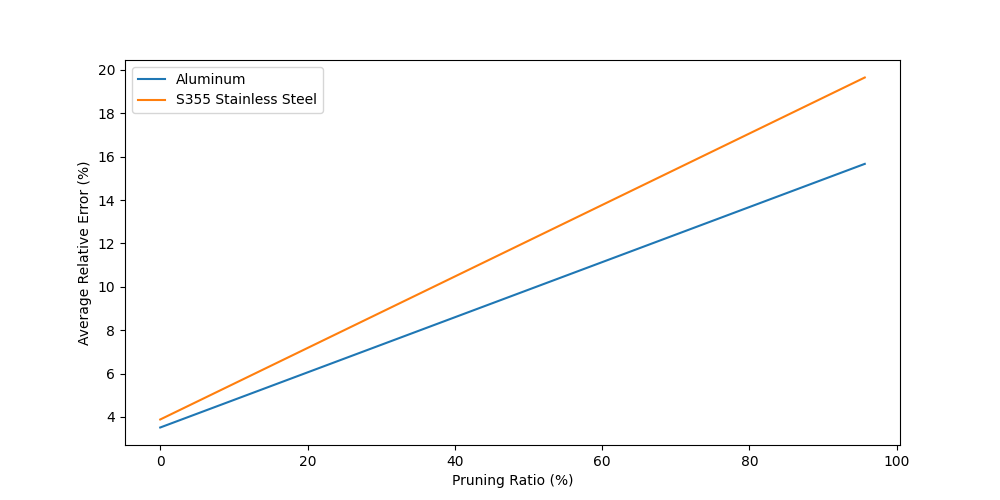 Aluminum
S355 Stainless Steel
Average Relative Error (%)
20
18
16
14
12
10
8
6
4
0 20 40 60 80 100
Pruning Ratio (%)